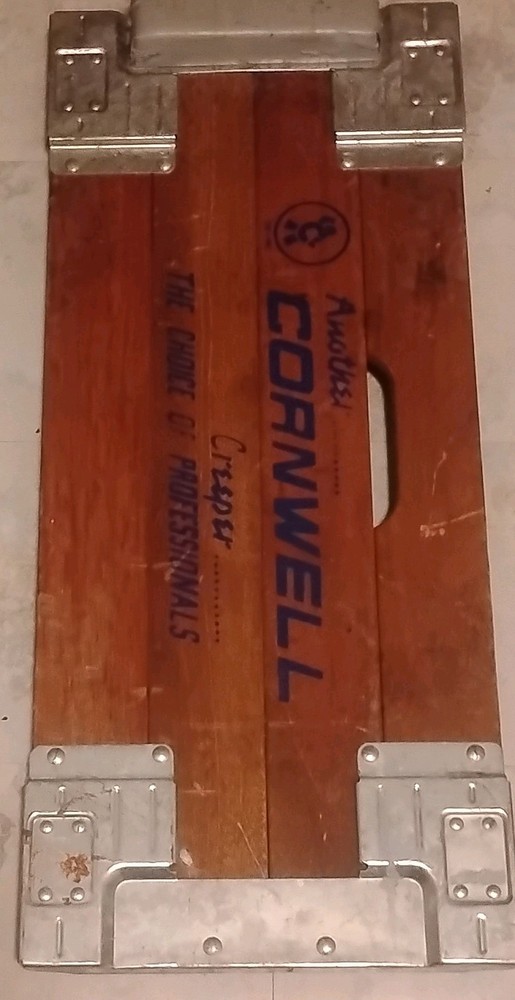 Another ......
CORNWELL
Creeper ...........
THE CHOICE OF PROFESSIONALS